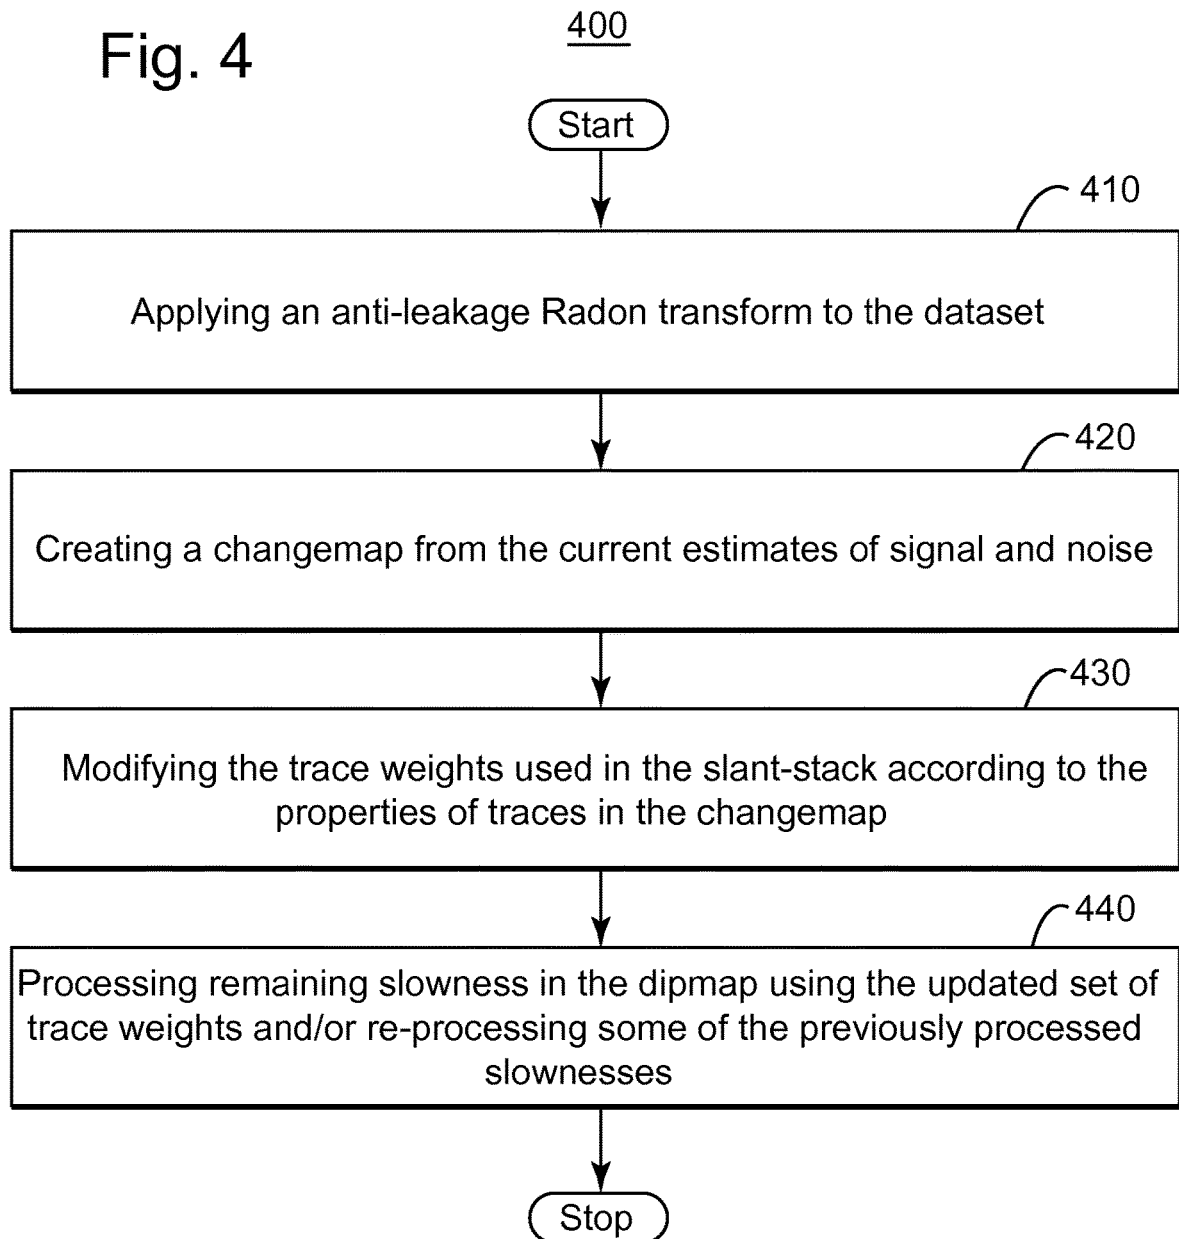 Fig. 4
400
Start
410
Applying an anti-leakage Radon transform to the dataset
420
Creating a changemap from the current estimates of signal and noise
430
Modifying the trace weights used in the slant-stack according to the
properties of traces in the changemap
440
Processing remaining slowness in the dipmap using the updated set of
trace weights and/or re-processing some of the previously processed
slownesses
Stop